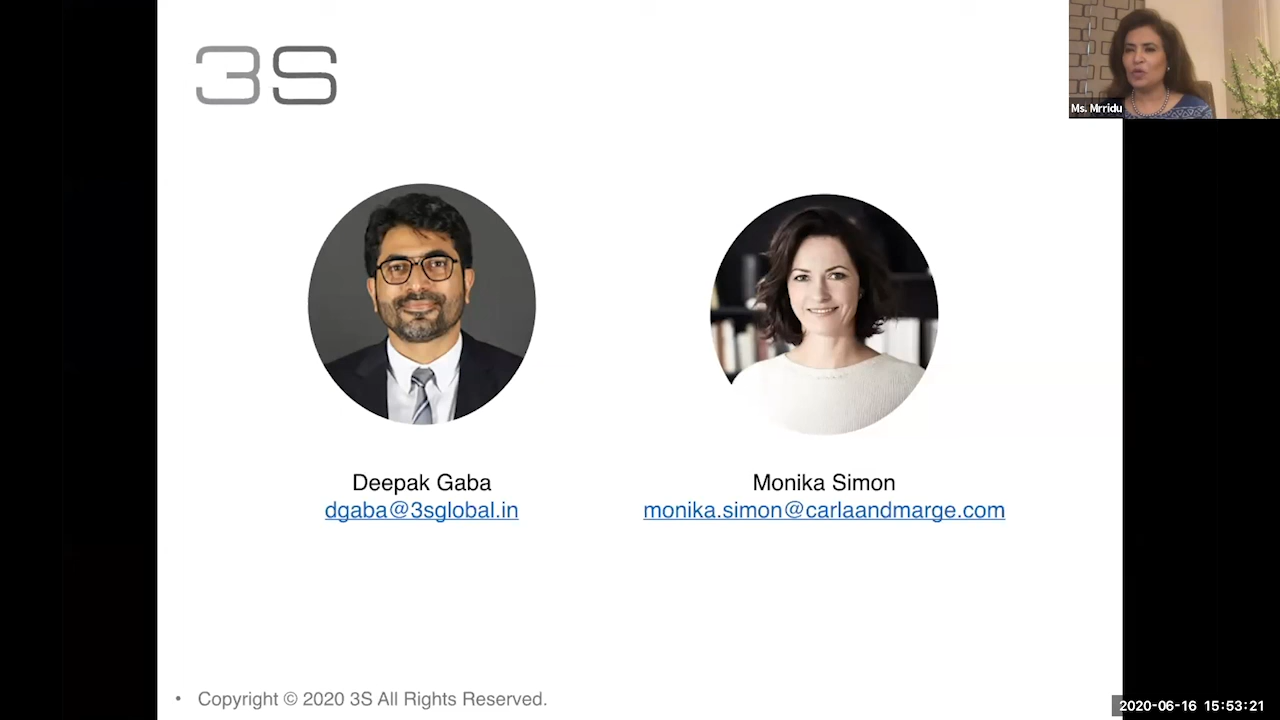 3S
Ms. Mrridu
Deepak Gaba
dgaba@3sglobal.in
Monika Simon
monika.simon@carlaandmarge.com
• Copyright © 2020 3S All Rights Reserved.
2020-06-16 15:53:21